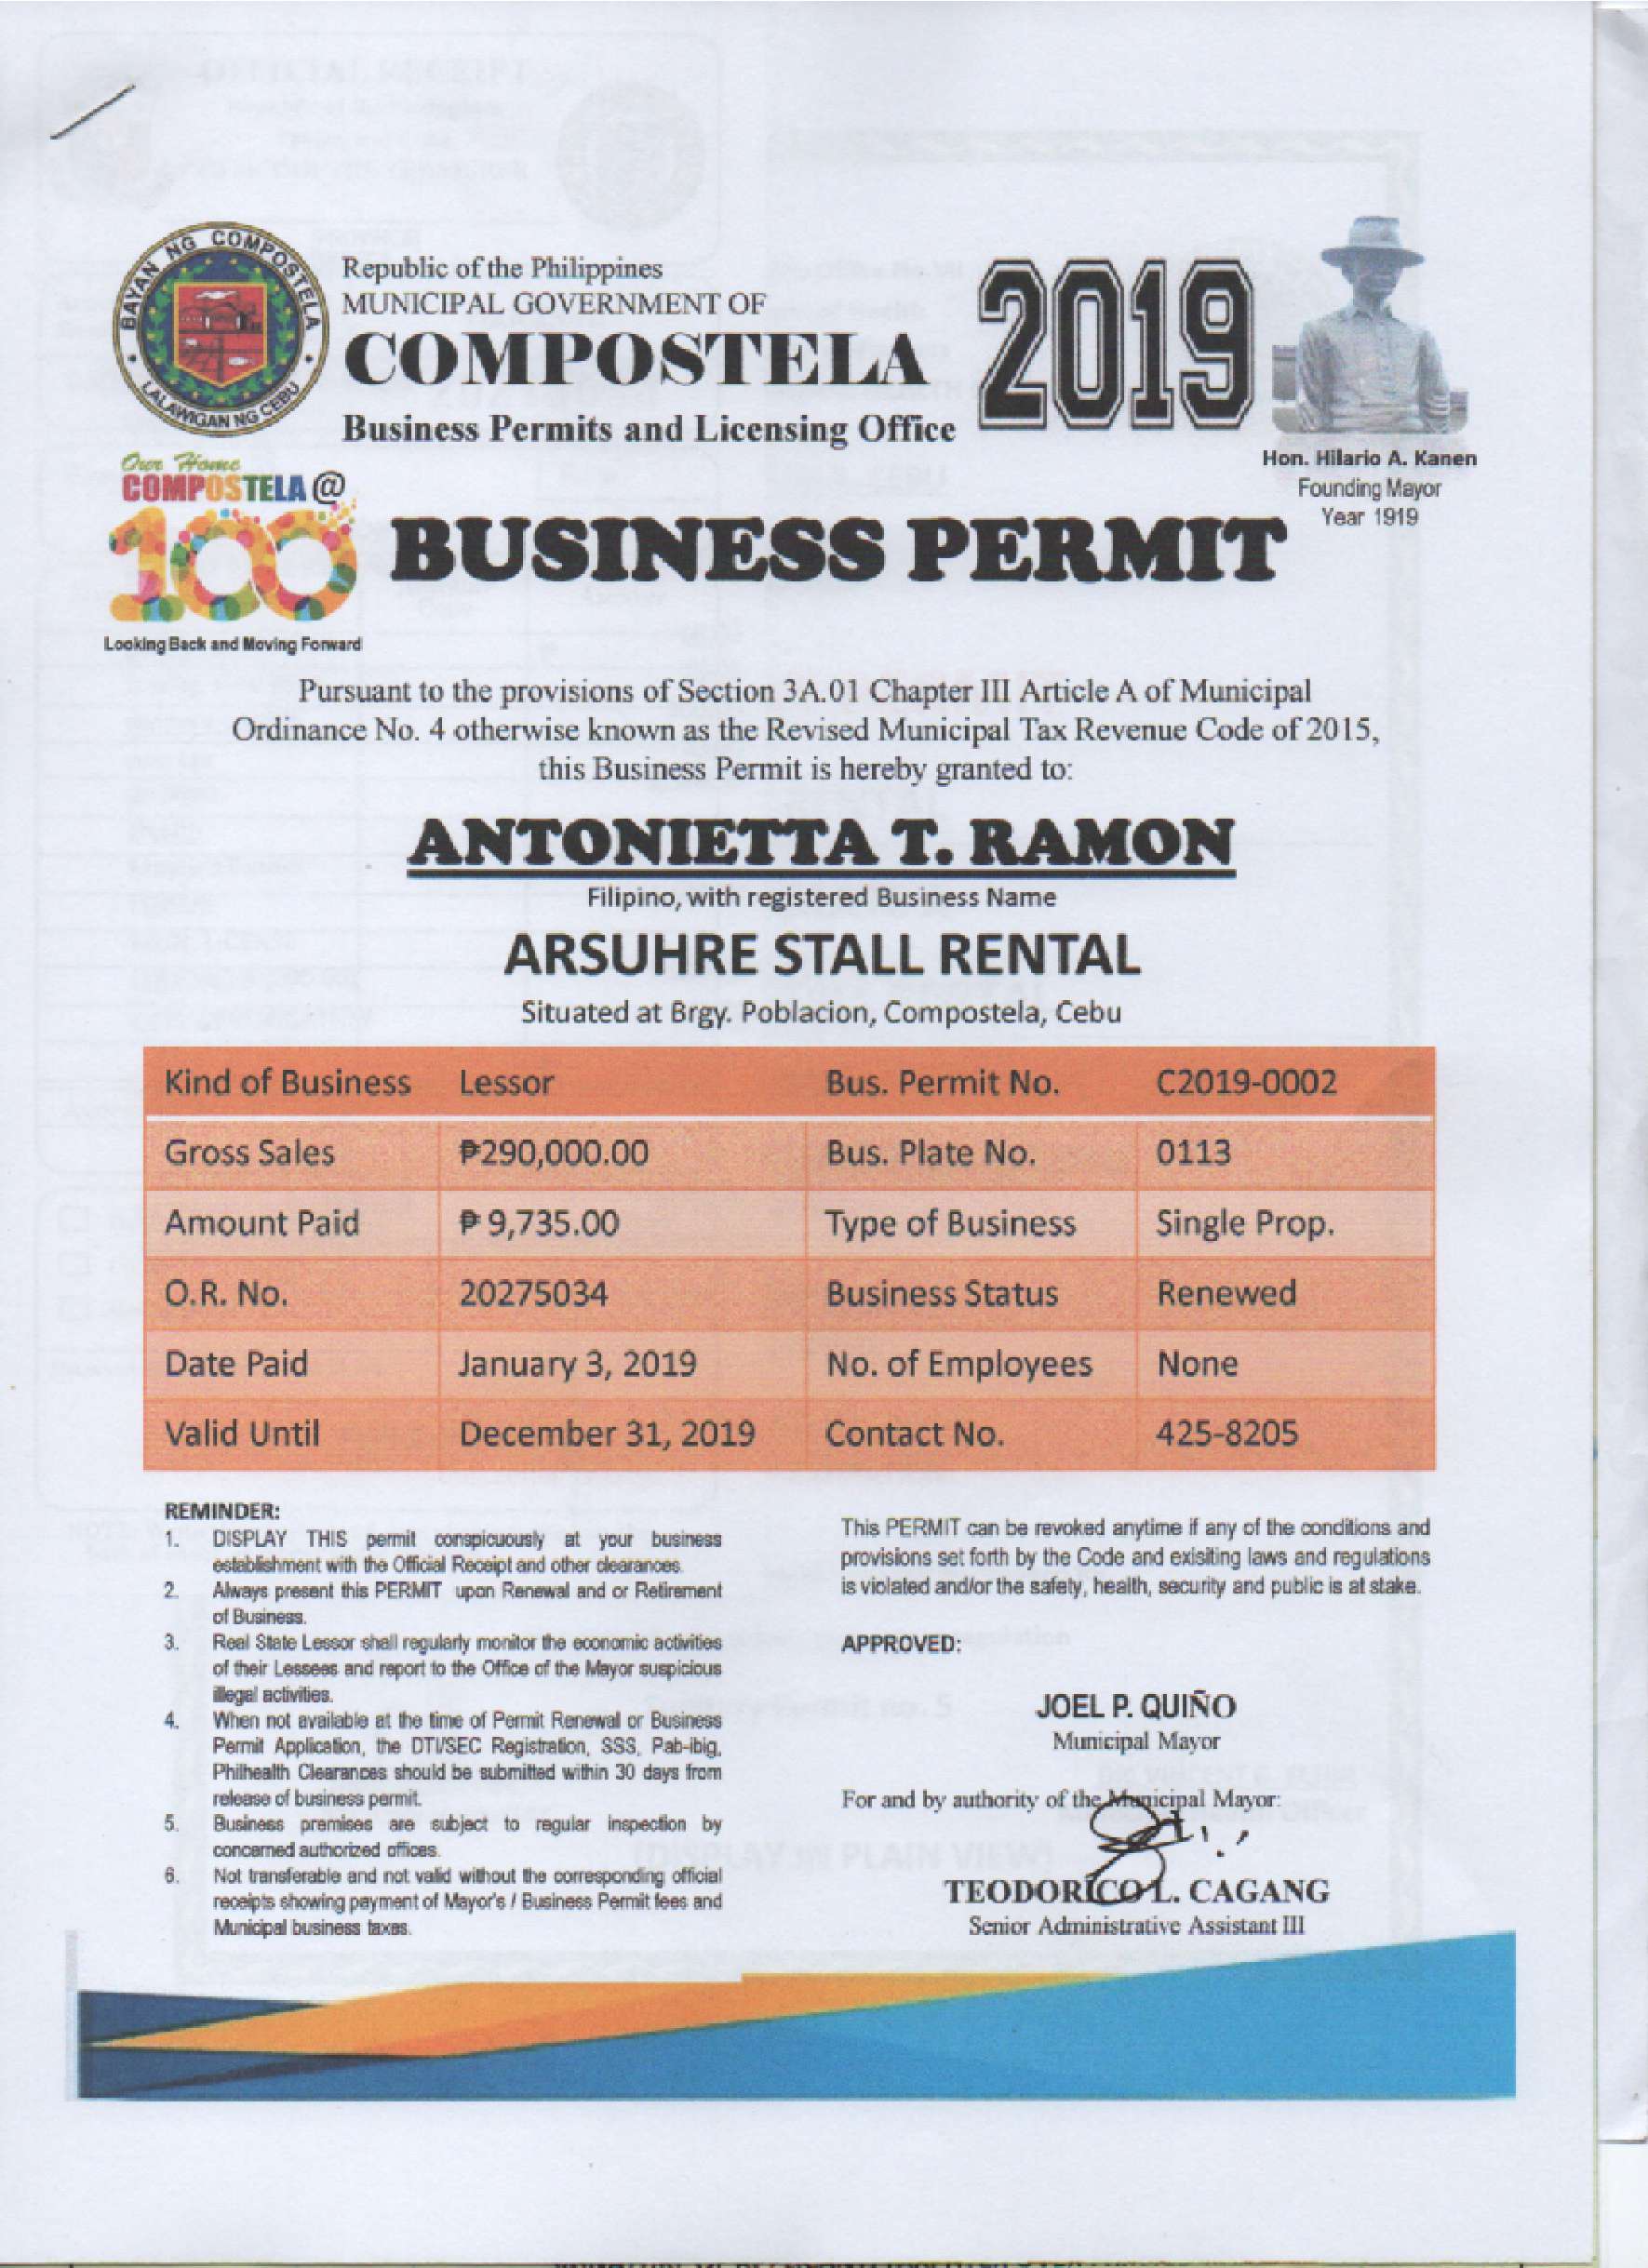 BAYAN NG COMPOSTELA
LALAWIGAN NG CEBU
Republic of the Philippines
MUNICIPAL GOVERNMENT OF
COMPOSTELA
Business Permits and Licensing Office
2019
Hon. Hilario A. Kanen
Founding Mayor
Year 1919
Our Home
COMPOSTELA @
100
Looking Back and Moving Forward
BUSINESS PERMIT
Pursuant to the provisions of Section 3A.01 Chapter III Article A of Municipal
Ordinance No. 4 otherwise known as the Revised Municipal Tax Revenue Code of 2015,
this Business Permit is hereby granted to:
ANTONIETTA T. RAMON
Filipino, with registered Business Name
ARSUHRE STALL RENTAL
Situated at Brgy. Poblacion, Compostela, Cebu
Kind of Business Lessor Bus. Permit No. C2019-0002
Gross Sales ₱290,000.00 Bus. Plate No. 0113
Amount Paid ₱ 9,735.00 Type of Business Single Prop.
O.R. No. 20275034 Business Status Renewed
Date Paid January 3, 2019 No. of Employees None
Valid Until December 31, 2019 Contact No. 425-8205
REMINDER:
1. DISPLAY THIS permit conspicuously at your business
establishment with the Official Receipt and other clearances.
2. Always present this PERMIT upon Renewal and or Retirement
of Business.
3. Real State Lessor shall regularly monitor the economic activities
of their Lessees and report to the Office of the Mayor suspicious
illegal activities.
4. When not available at the time of Permit Renewal or Business
Permit Application, the DTI/SEC Registration, SSS, Pab-ibig,
Philhealth Clearances should be submitted within 30 days from
release of business permit.
5. Business premises are subject to regular inspection by
concerned authorized offices.
6. Not transferable and not valid without the corresponding official
receipts showing payment of Mayor's / Business Permit fees and
Municipal business taxes.
This PERMIT can be revoked anytime if any of the conditions and
provisions set forth by the Code and exisiting laws and regulations
is violated and/or the safety, health, security and public is at stake.
APPROVED:
JOEL P. QUIÑO
Municipal Mayor
For and by authority of the Municipal Mayor:
TEODORICO L. CAGANG
Senior Administrative Assistant III